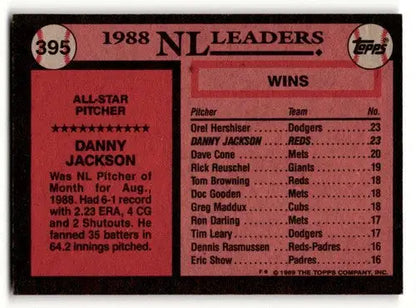 395
1988 NL LEADERS
Topps
ALL-STAR
PITCHER
★★★★★★★★★★★
DANNY
JACKSON
Was NL Pitcher of
Month for Aug.,
1988. Had 6-1 record
with 2.23 ERA, 4 CG
and 2 Shutouts. He
fanned 35 batters in
64.2 innings pitched.
WINS
Pitcher Team No.
Orel Hershiser Dodgers 23
DANNY JACKSON REDS 23
Dave Cone Mets 20
Rick Reuschel Giants 19
Tom Browning Reds 18
Doc Gooden Mets 18
Greg Maddux Cubs 18
Ron Darling Mets 17
Tim Leary Dodgers 17
Dennis Rasmussen Reds-Padres 16
Eric Show Padres 16
© 1989 THE TOPPS COMPANY, INC.